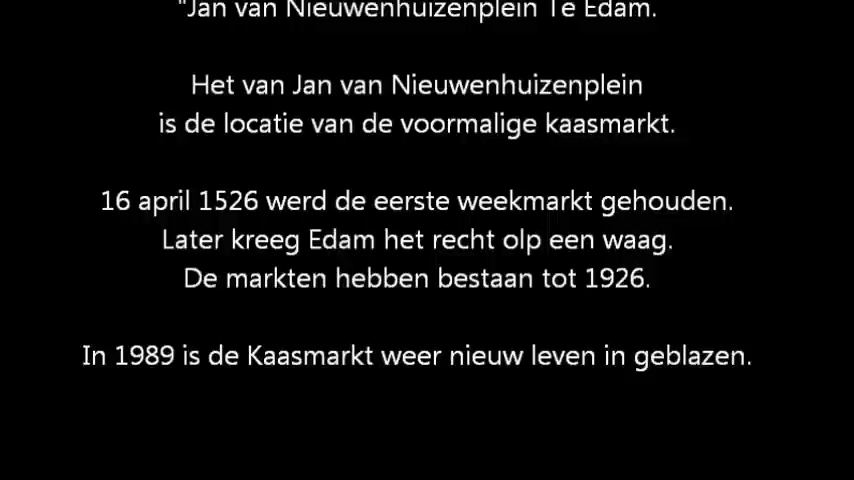 "Jan van Nieuwenhuizenplein Te Edam.
Het van Jan van Nieuwenhuizenplein
is de locatie van de voormalige kaasmarkt.
16 april 1526 werd de eerste weekmarkt gehouden.
Later kreeg Edam het recht olp een waag.
De markten hebben bestaan tot 1926.
In 1989 is de Kaasmarkt weer nieuw leven in geblazen.